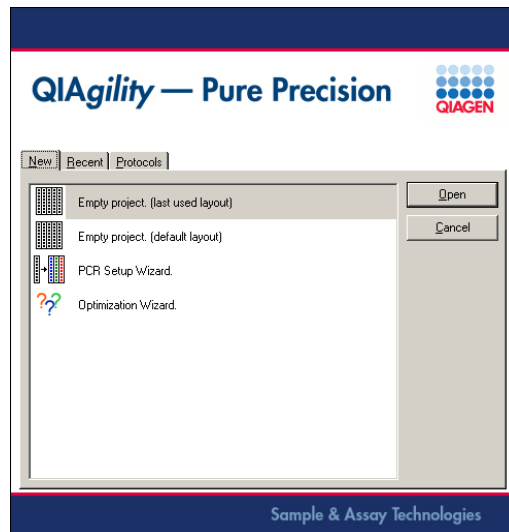 QIAgility — Pure Precision
QIAGEN
New Recent Protocols
Empty project. (last used layout)
Open
Empty project. (default layout)
Cancel
PCR Setup Wizard.
Optimization Wizard.
Sample & Assay Technologies